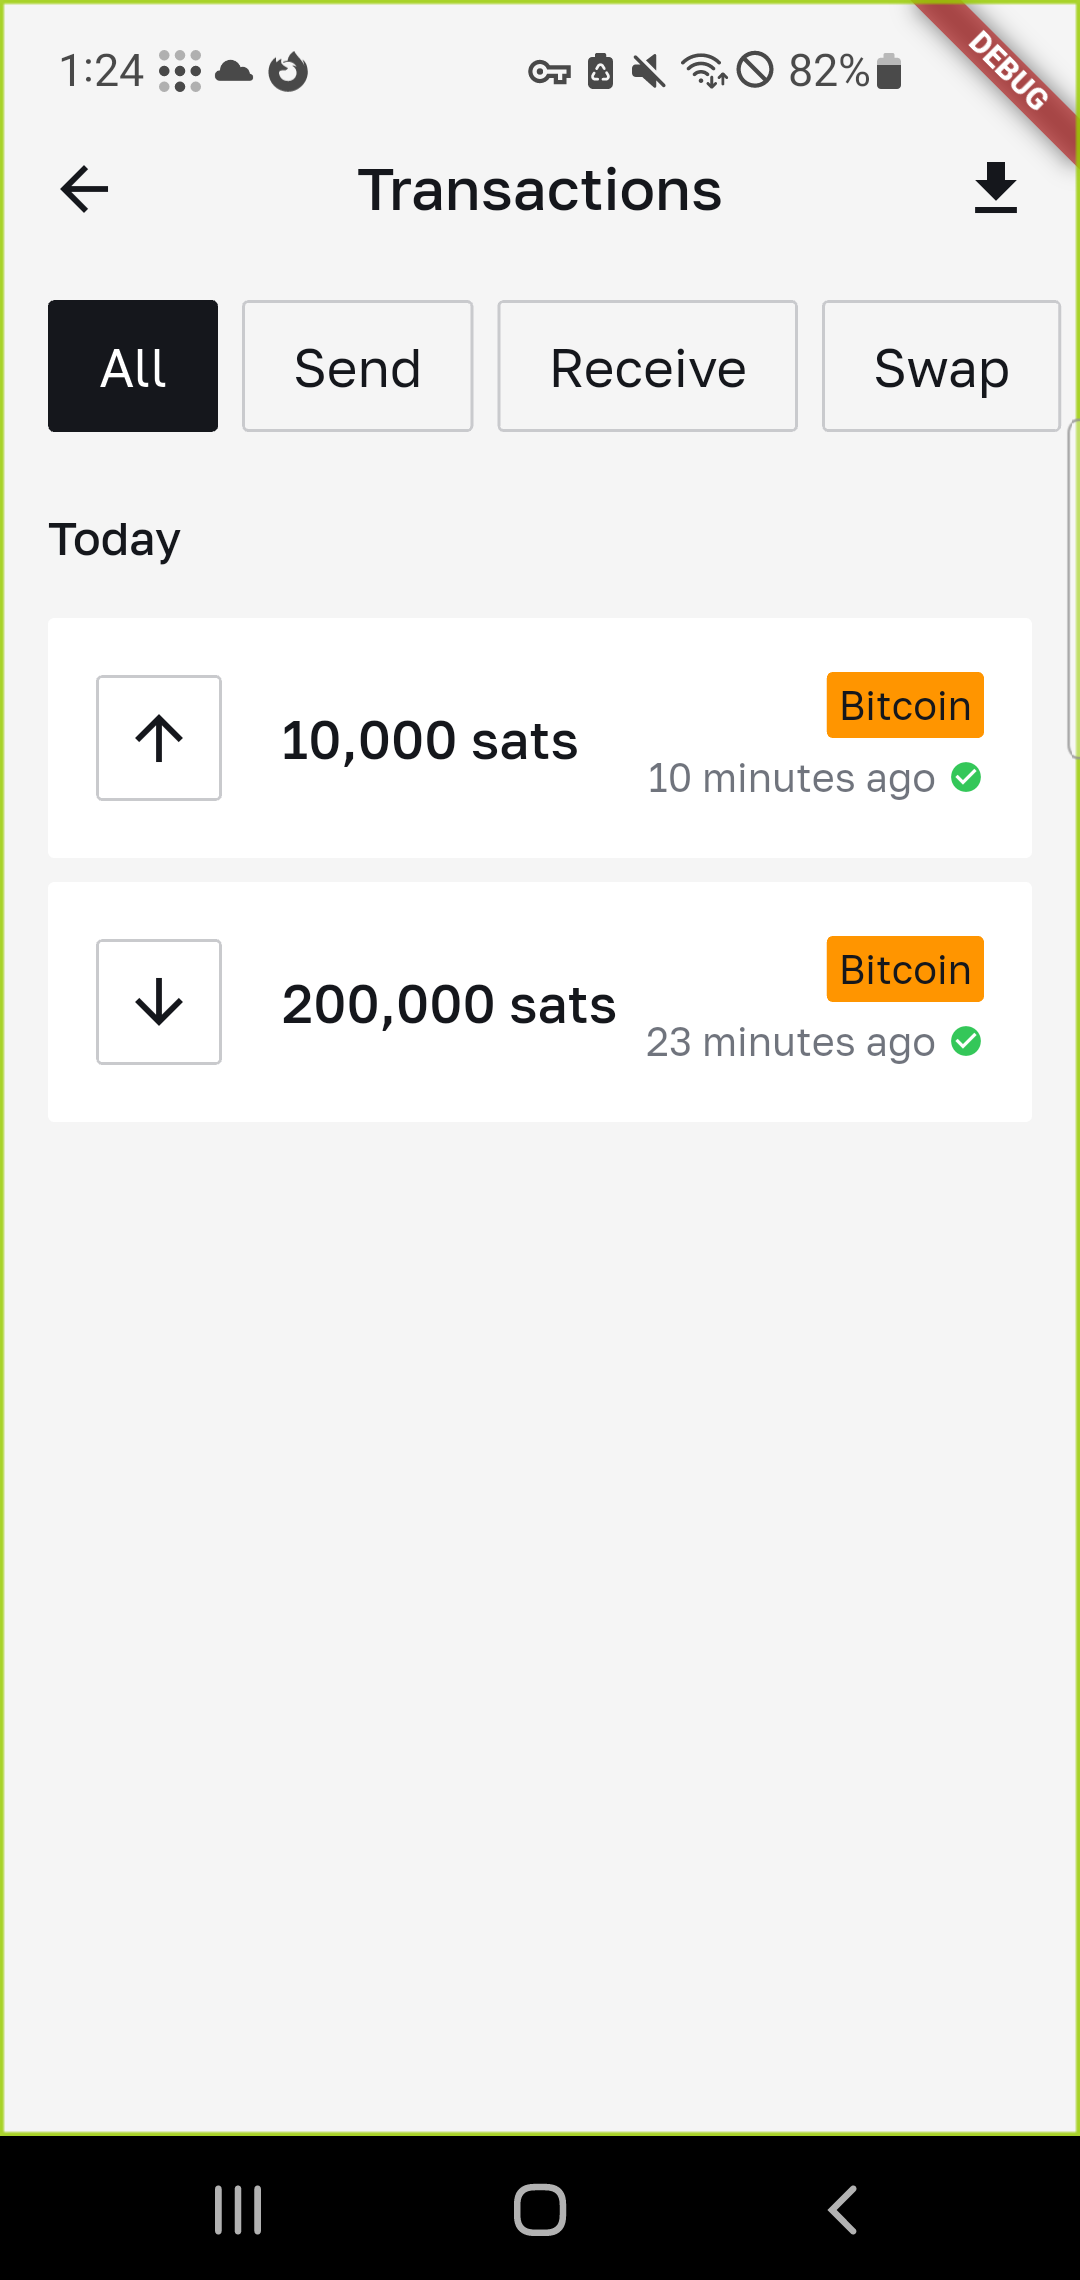 1:24 82%
DEBUG
Transactions
All Send Receive Swap
Today
Bitcoin
10,000 sats
10 minutes ago
Bitcoin
200,000 sats
23 minutes ago